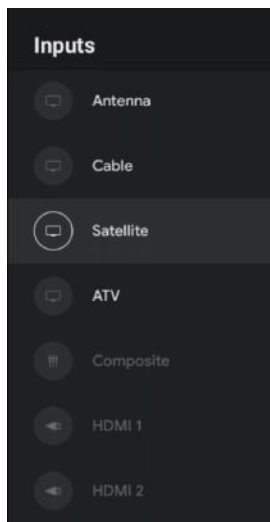 Inputs
Antenna
Cable
Satellite
ATV
Composite
HDMI 1
HDMI 2